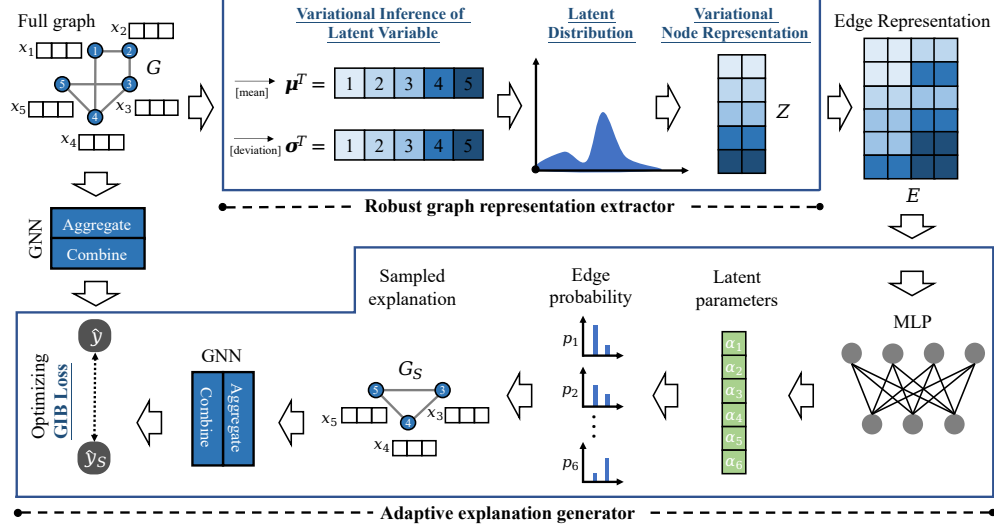 Full graph
x₂
x₁
1
2
G
5
3
x₅
x₃
4
x₄
Variational Inference of
Latent Variable
[mean]
μᵀ =
1 2 3 4 5
[deviation]
σᵀ =
1 2 3 4 5
Latent
Distribution
Variational
Node Representation
Z
Edge Representation
E
Robust graph representation extractor
GNN
Aggregate
Combine
Optimizing
GIB Loss
ŷ
ŷ_S
GNN
Combine
Aggregate
Sampled
explanation
G_S
5
3
x₅
x₃
4
x₄
Edge
probability
p₁
p₂
p₆
Latent
parameters
α₁
α₂
α₃
α₄
α₅
α₆
MLP
Adaptive explanation generator